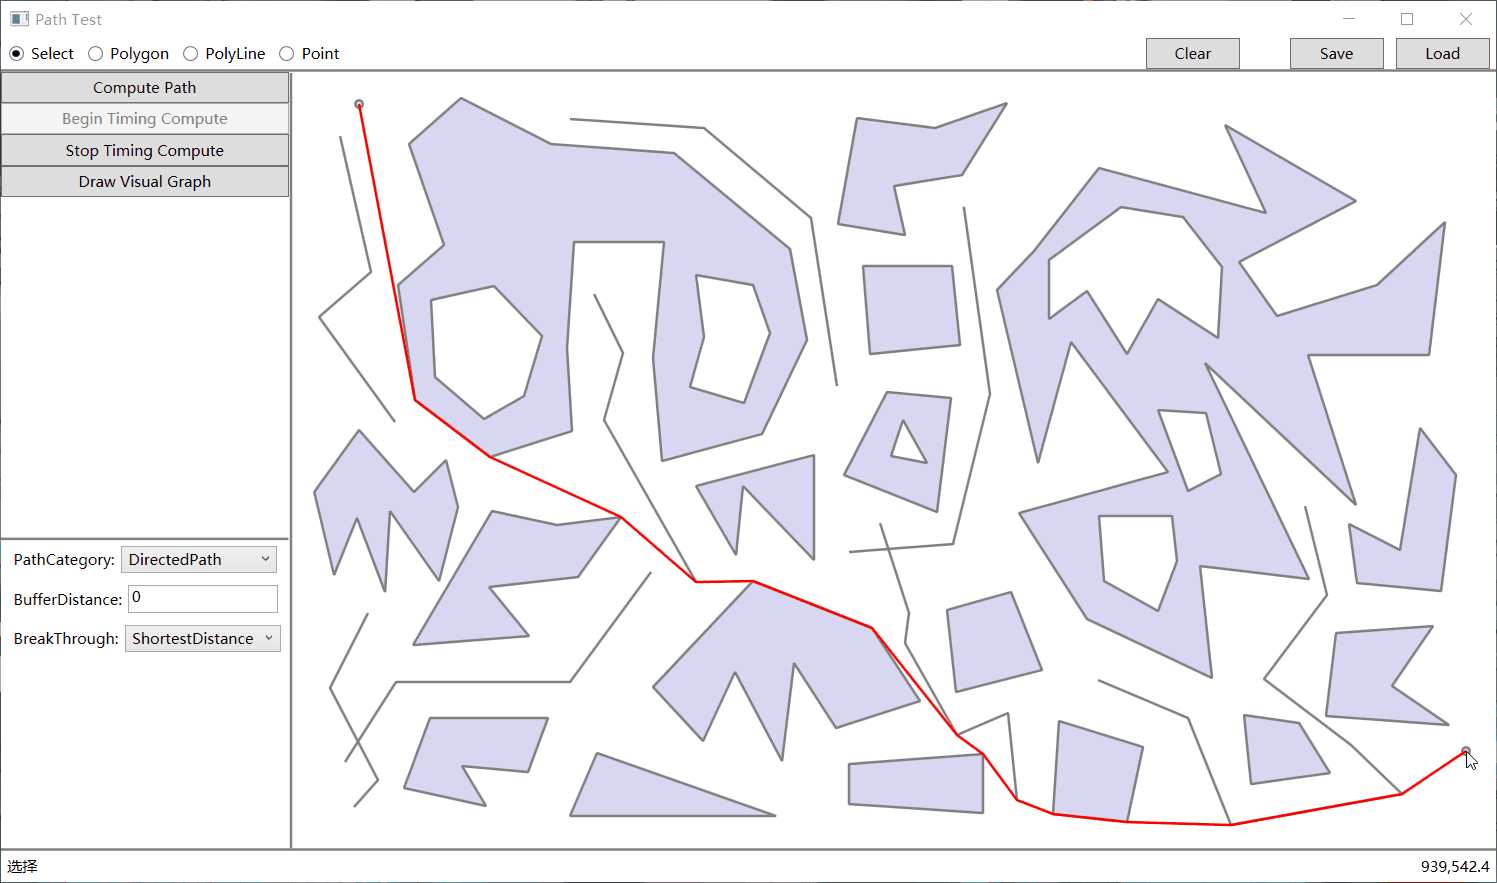 Path Test
Select Polygon PolyLine Point Clear Save Load
Compute Path
Begin Timing Compute
Stop Timing Compute
Draw Visual Graph
PathCategory: DirectedPath
BufferDistance: 0
BreakThrough: ShortestDistance
选择 939,542.4